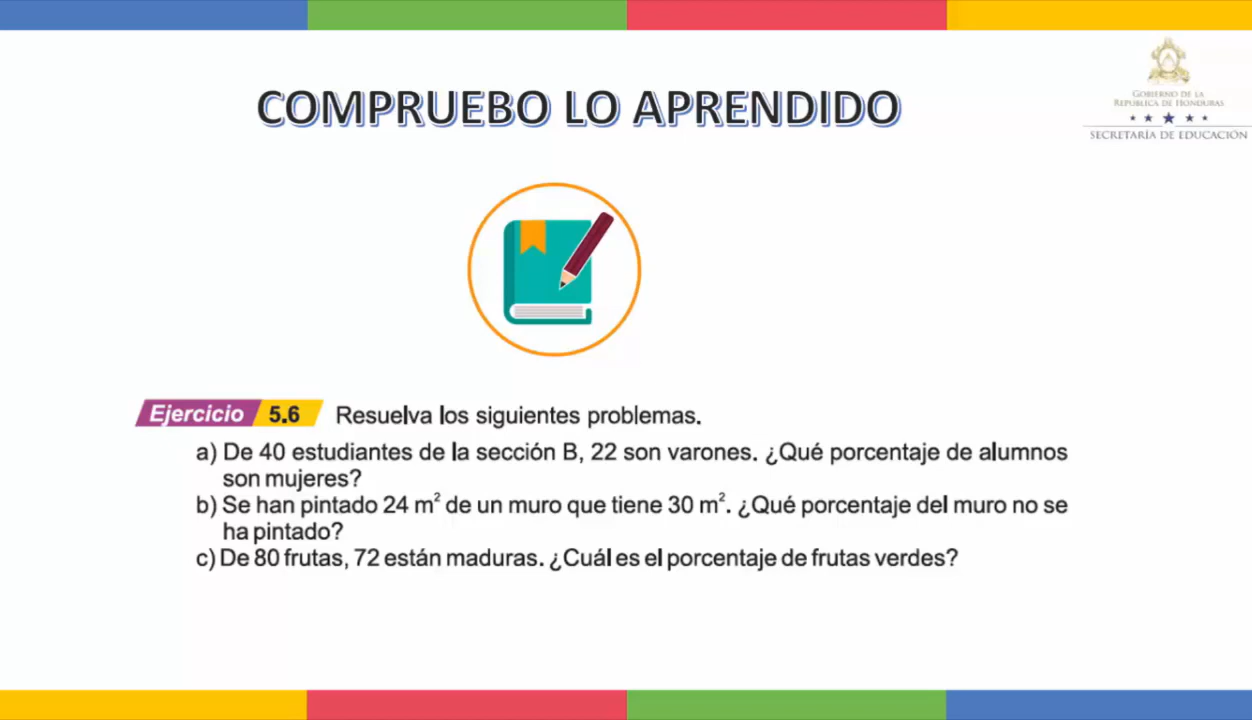 COMPRUEBO LO APRENDIDO
GOBIERNO DE LA
REPÚBLICA DE HONDURAS
SECRETARÍA DE EDUCACIÓN
Ejercicio 5.6 Resuelva los siguientes problemas.
a) De 40 estudiantes de la sección B, 22 son varones. ¿Qué porcentaje de alumnos
son mujeres?
b) Se han pintado 24 m² de un muro que tiene 30 m². ¿Qué porcentaje del muro no se
ha pintado?
c) De 80 frutas, 72 están maduras. ¿Cuál es el porcentaje de frutas verdes?